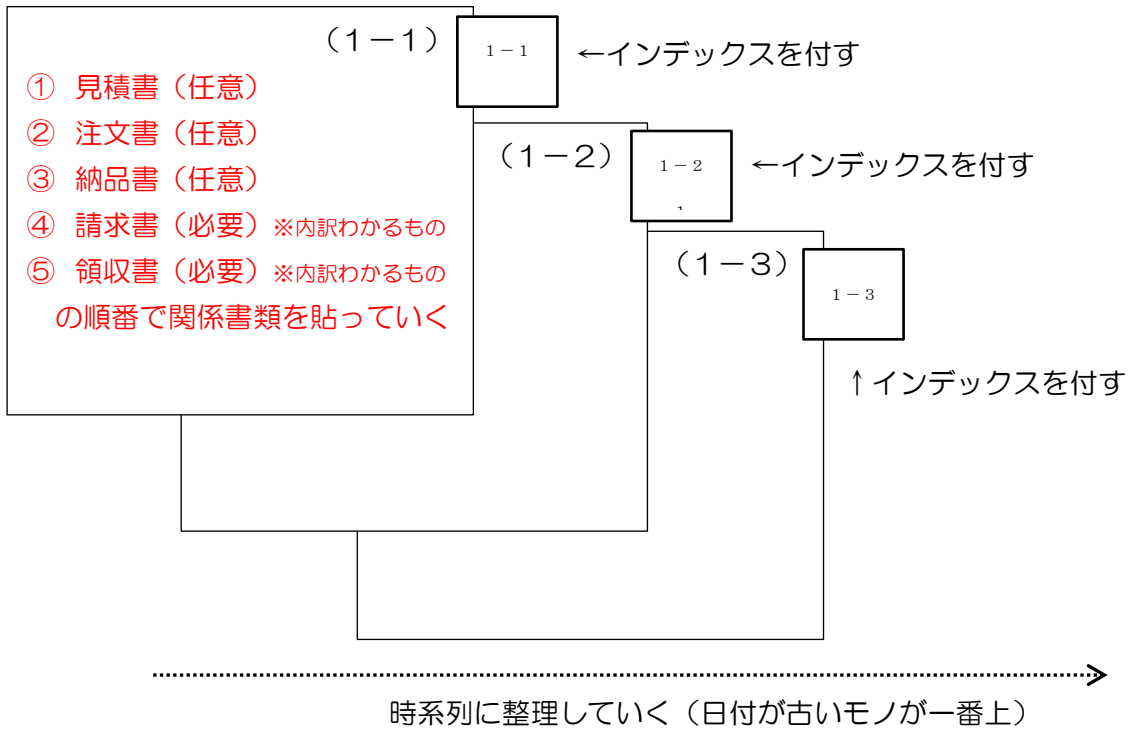 （１－１）
１－１
←インデックスを付す
① 見積書（任意）
② 注文書（任意）
③ 納品書（任意）
④ 請求書（必要）※内訳わかるもの
⑤ 領収書（必要）※内訳わかるもの
の順番で関係書類を貼っていく
（１－２）
１－２
←インデックスを付す
（１－３）
１－３
↑インデックスを付す
時系列に整理していく（日付が古いモノが一番上）